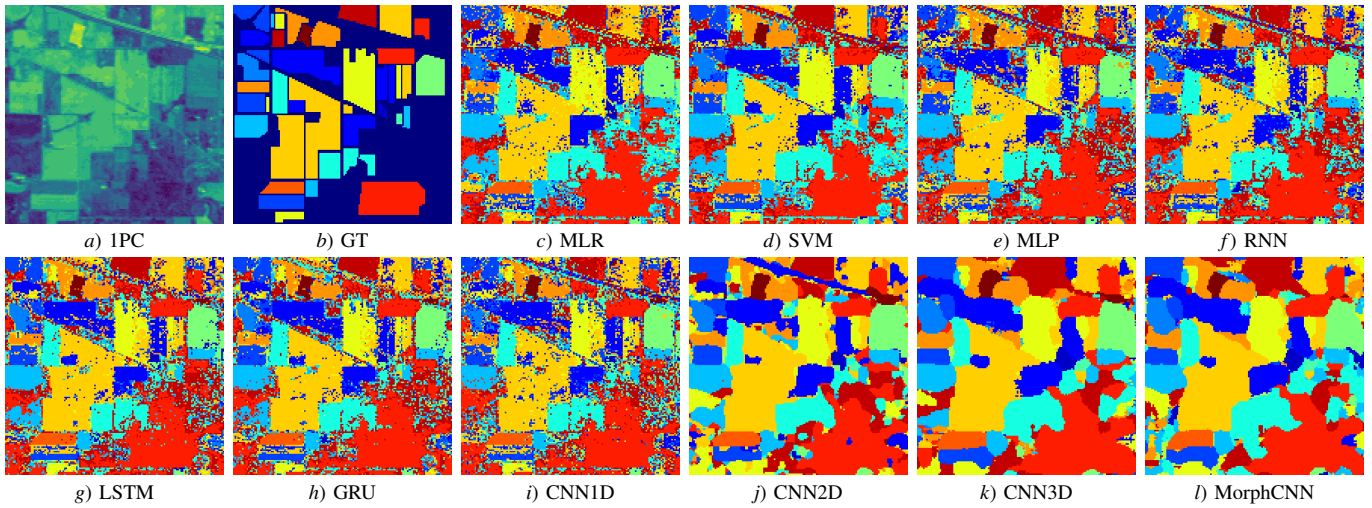 a) 1PC
b) GT
c) MLR
d) SVM
e) MLP
f) RNN
g) LSTM
h) GRU
i) CNN1D
j) CNN2D
k) CNN3D
l) MorphCNN